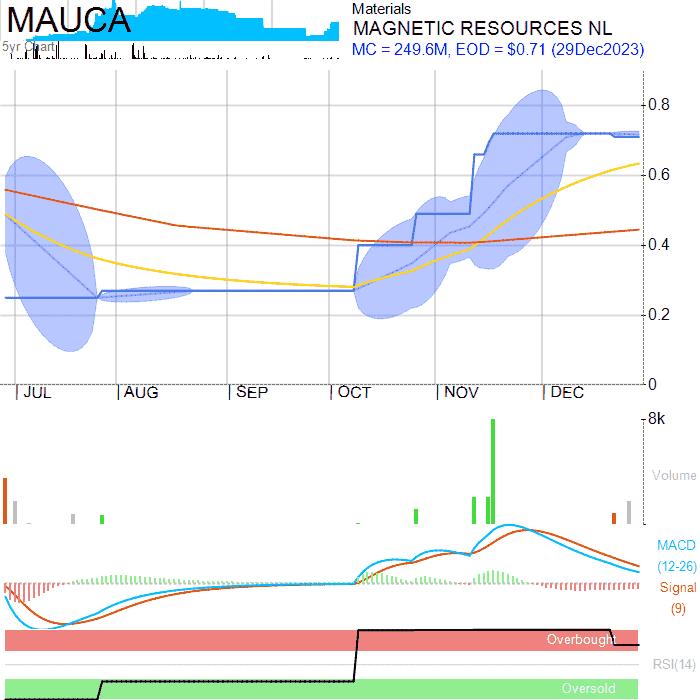 MAUCA
Materials
MAGNETIC RESOURCES NL
5yr Chart
MC = 249.6M, EOD = $0.71 (29Dec2023)
0.8
0.6
0.4
0.2
0
JUL
AUG
SEP
OCT
NOV
DEC
8k
Volume
MACD
(12-26)
Signal
(9)
Overbought
RSI(14)
Oversold